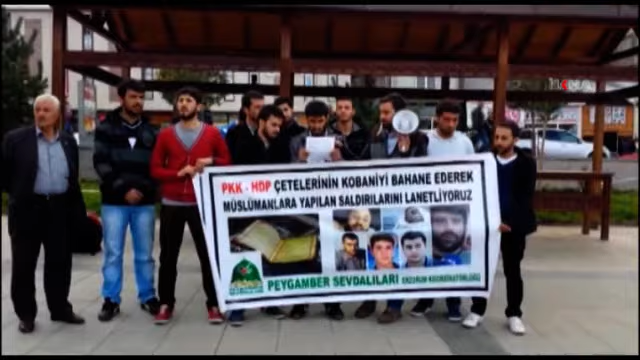 PKK - HDP ÇETELERİNİN KOBANİYİ BAHANE EDEREK
MÜSLÜMANLARA YAPILAN SALDIRILARINI LANETLİYORUZ
PEYGAMBER SEVDALILARI ERZURUM KOORDİNATÖRLÜĞÜ